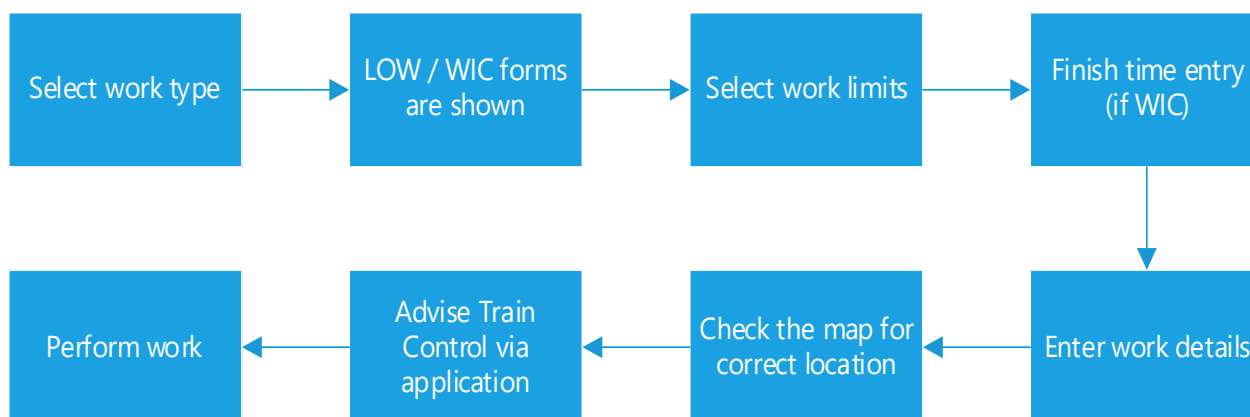 Select work type
LOW / WIC forms
are shown
Select work limits
Finish time entry
(if WIC)
Enter work details
Check the map for
correct location
Advise Train
Control via
application
Perform work